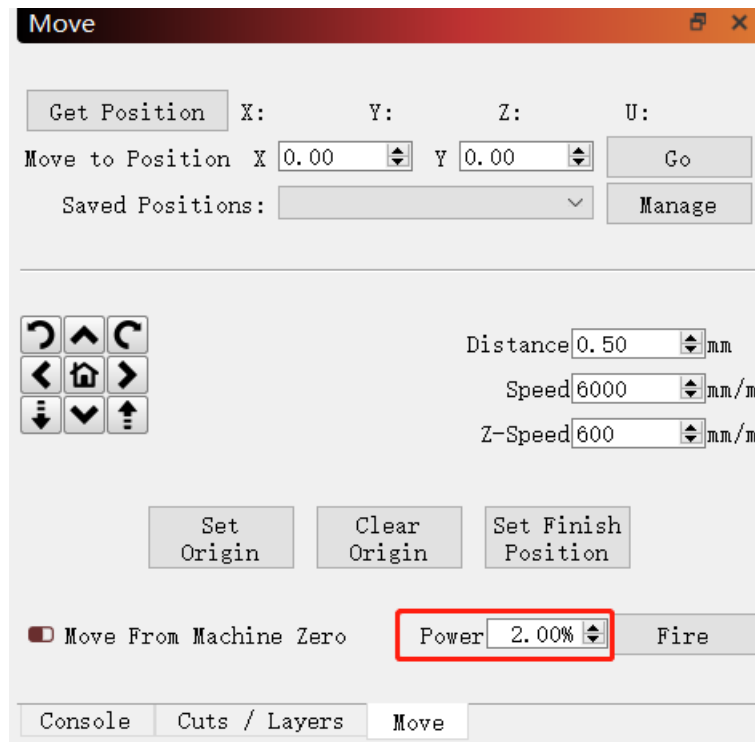 Move
Get Position X: Y: Z: U:
Move to Position X 0.00 Y 0.00 Go
Saved Positions: Manage
Distance 0.50 mm
Speed 6000 mm/m
Z-Speed 600 mm/m
Set Origin
Clear Origin
Set Finish Position
Move From Machine Zero Power 2.00% Fire
Console Cuts / Layers Move